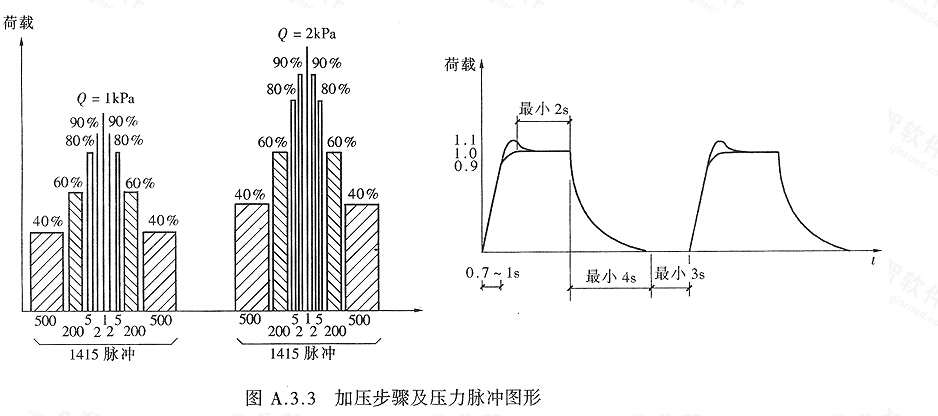 荷载
Q = 1kPa
90% 90%
80% 80%
60% 60%
40% 40%
500 200 5 2 1 2 5 200 500
1415 脉冲
Q = 2kPa
90% 90%
80% 80%
60% 60%
40% 40%
500 200 5 2 1 2 5 200 500
1415 脉冲
荷载
最小 2s
1.1
1.0
0.9
t
0.7~1s
最小 4s
最小 3s
图 A.3.3 加压步骤及压力脉冲图形